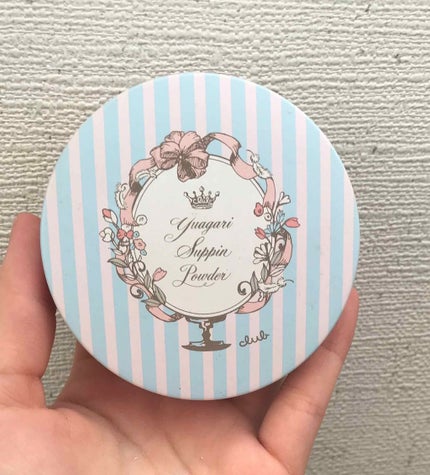 Yuagari
Suppin
Powder
club